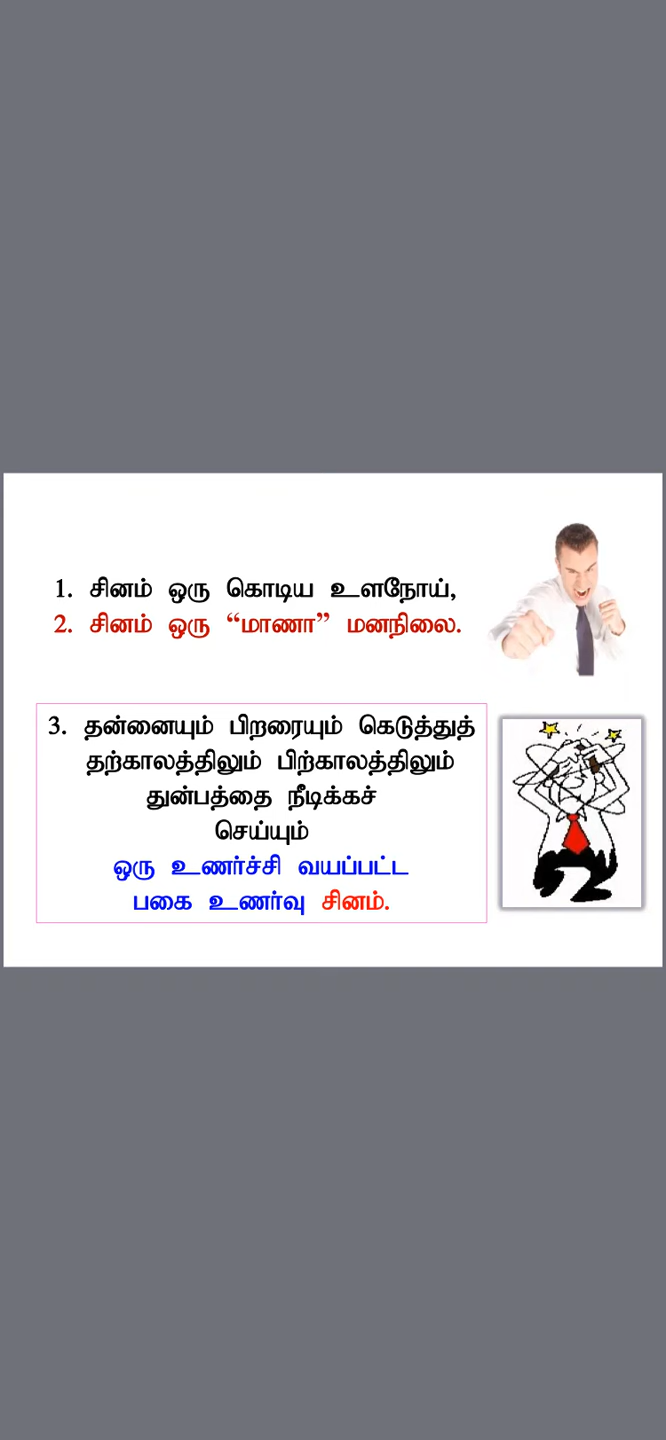 1. சினம் ஒரு கொடிய உளநோய்,
2. சினம் ஒரு “மாணா” மனநிலை.
3. தன்னையும் பிறரையும் கெடுத்துத்
தற்காலத்திலும் பிற்காலத்திலும்
துன்பத்தை நீடிக்கச்
செய்யும்
ஒரு உணர்ச்சி வயப்பட்ட
பகை உணர்வு சினம்.